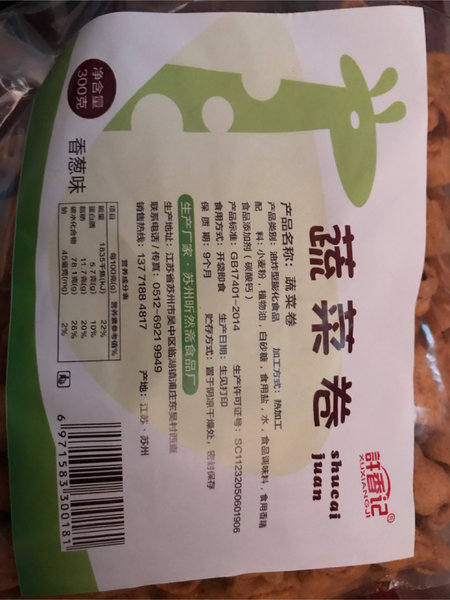 許香记®
XUXIANGJI
蔬菜卷
shucai
juan
净含量
300克
香葱味
产品名称：蔬菜卷
产品类别：油炸型膨化食品 加工方式：热加工
配 料：小麦粉，植物油，白砂糖，食用盐，水，食品调味料，食用香精
食品添加剂（碳酸钙）
产品标准：GB17401-2014 生产许可证号：SC11232050601906
食用方式：开袋即食 生产日期：生见打印
保 质 期：9个月 贮存方式：置于阴凉干燥处，密封保存
生产厂家：苏州昕然斋食品厂
生产地址：江苏省苏州市吴中区临湖镇浦庄东吴村西直
联系电话/传真：0512-6921 9949 产地：江苏·苏州
销售热线：137 7188 4817
营养成分表
项目 每100克(g) 营养素参考值%
能量 1835千焦(kJ) 22%
蛋白质 5.7克(g) 10%
脂肪 20%
碳水化合物 78.1克(g) 26%
钠 45毫克(mg) 2%
6 971583 300181